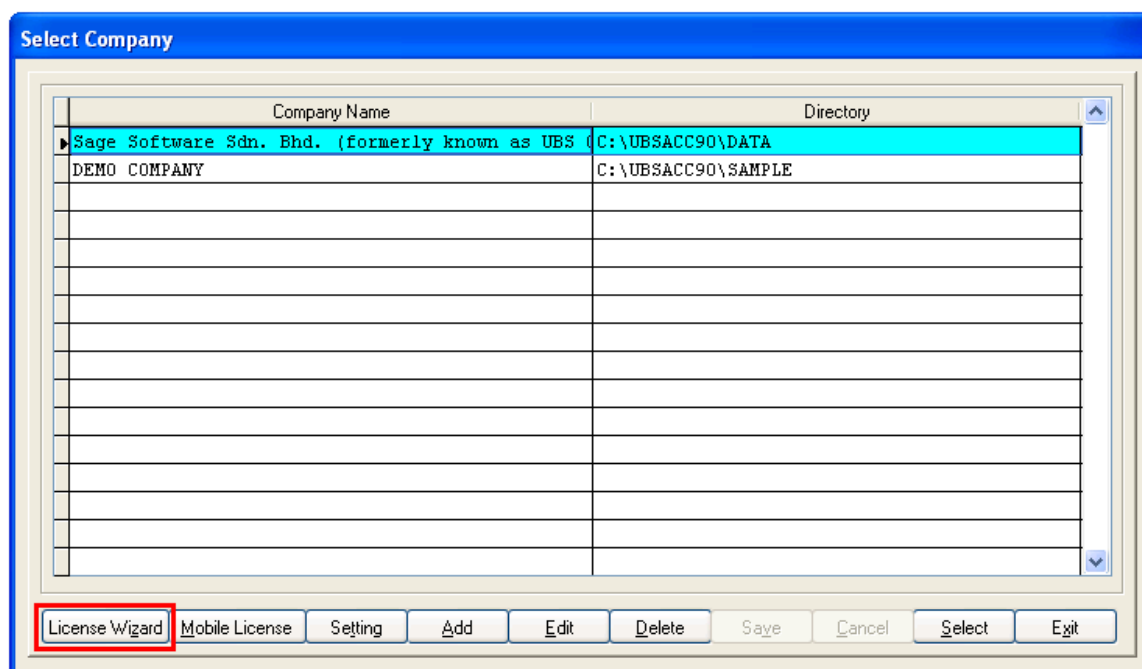 Select Company
Company Name Directory
Sage Software Sdn. Bhd. (formerly known as UBS ( C:\UBSACC90\DATA
DEMO COMPANY C:\UBSACC90\SAMPLE
License Wizard Mobile License Setting Add Edit Delete Save Cancel Select Exit